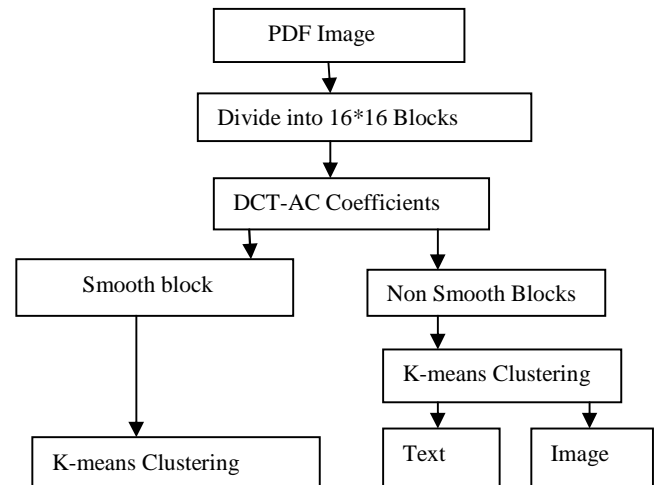 PDF Image
Divide into 16*16 Blocks
DCT-AC Coefficients
Smooth block
Non Smooth Blocks
K-means Clustering
K-means Clustering
Text
Image